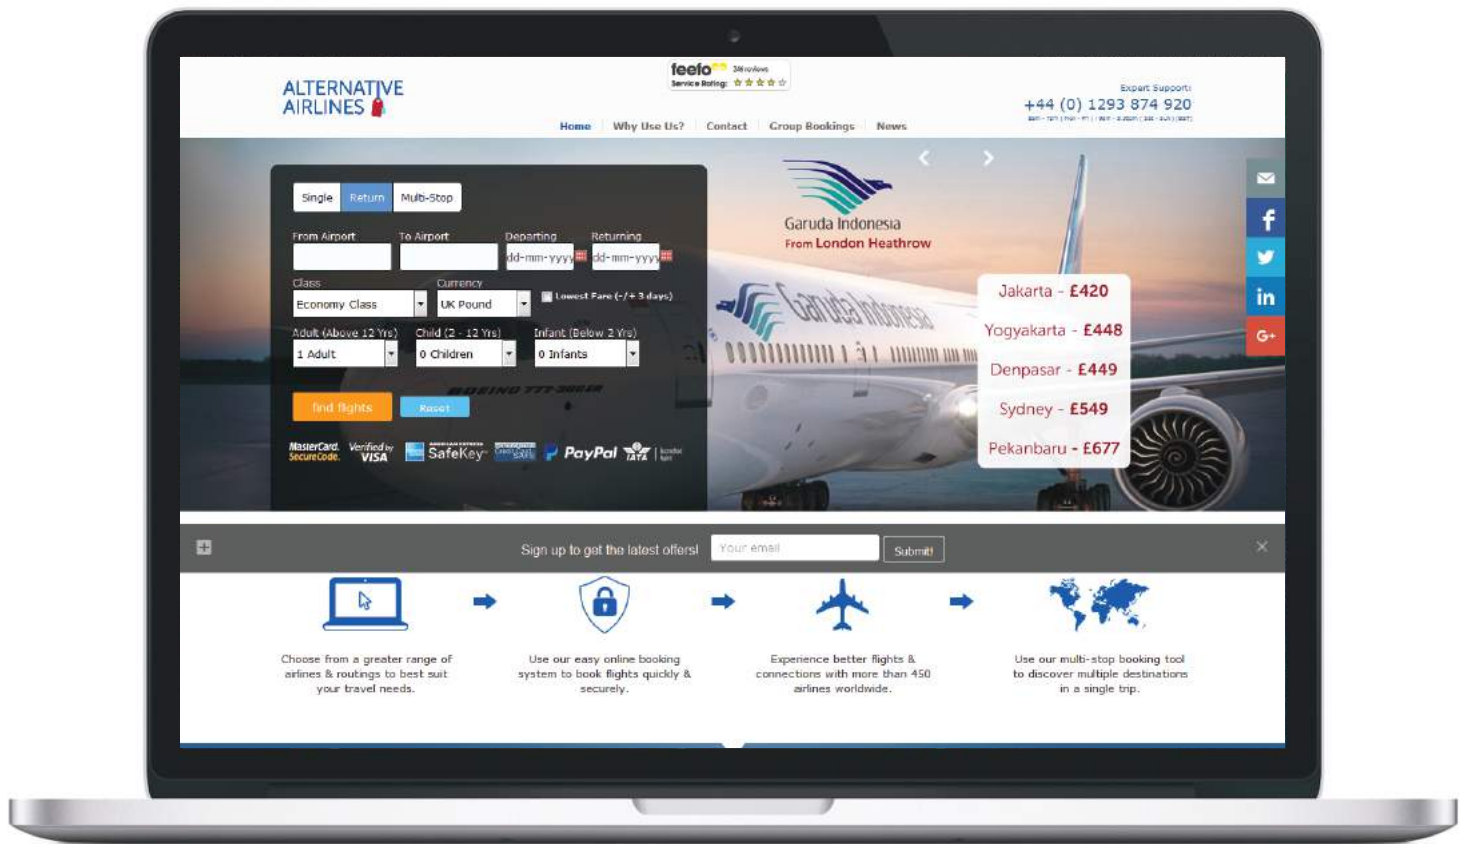 ALTERNATIVE
AIRLINES
feefo
Service Rating:
Expert Support:
+44 (0) 1293 874 920
Home
Why Use Us?
Contact
Group Bookings
News
Single
Return
Multi-Stop
From Airport
To Airport
Departing
Returning
dd-mm-yyyy
dd-mm-yyyy
Class
Currency
Economy Class
UK Pound
Lowest Fare (-/+ 3 days)
Adult (Above 12 Yrs)
Child (2 - 12 Yrs)
Infant (Below 2 Yrs)
1 Adult
0 Children
0 Infants
find flights
Reset
MasterCard.
SecureCode.
Verified by
VISA
AMERICAN EXPRESS
SafeKey
PayPal
IATA
Garuda Indonesia
From London Heathrow
Garuda Indonesia
BOEING 777-300ER
Jakarta - £420
Yogyakarta - £448
Denpasar - £449
Sydney - £549
Pekanbaru - £677
f
in
G+
Sign up to get the latest offers!
Your email
Submit!
Choose from a greater range of
airlines & routings to best suit
your travel needs.
Use our easy online booking
system to book flights quickly &
securely.
Experience better flights &
connections with more than 450
airlines worldwide.
Use our multi-stop booking tool
to discover multiple destinations
in a single trip.